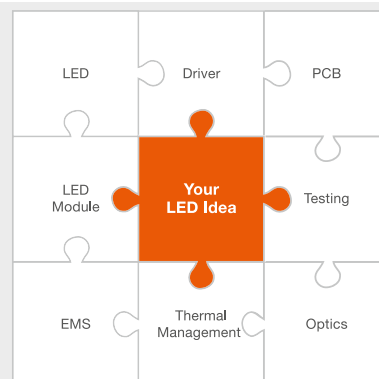 LED
Driver
PCB
LED
Module
Your
LED Idea
Testing
EMS
Thermal
Management
Optics